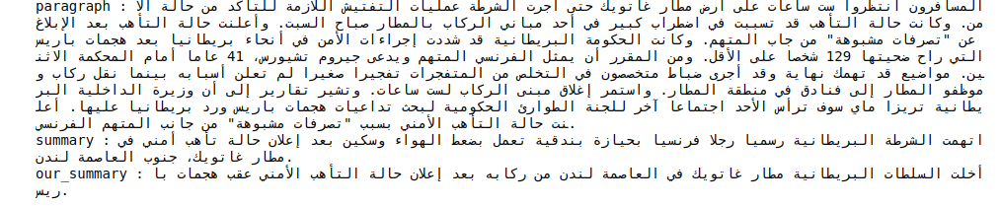 paragraph : المسافرون انتظروا ست ساعات على أرض مطار غاتويك حتى أجرت الشرطة عمليات التفتيش اللازمة للتأكد من حالة الأ
من. وكانت حالة التأهب قد تسببت في اضطراب كبير في أحد مباني الركاب بالمطار صباح السبت. وأعلنت حالة التأهب بعد الإبلاغ
عن "تصرفات مشبوهة" من جاب المتهم. وكانت الحكومة البريطانية قد شددت إجراءات الأمن في أنحاء بريطانيا بعد هجمات باريس
التي راح ضحيتها 129 شخصا على الأقل. ومن المقرر أن يمثل الفرنسي المتهم ويدعى جيروم تشيورس، 41 عاما أمام المحكمة الاثن
ين. مواضيع قد تهمك نهاية وقد أجرى ضباط متخصصون في التخلص من المتفجرات تفجيرا صغيرا لم تعلن أسبابه بينما نقل ركاب و
موظفو المطار إلى فنادق في منطقة المطار. واستمر إغلاق مبنى الركاب لست ساعات. وتشير تقارير إلى أن وزيرة الداخلية البر
يطانية تريزا ماي سوف ترأس الأحد اجتماعا آخر للجنة الطوارئ الحكومية لبحث تداعيات هجمات باريس ورد بريطانيا عليها. أعل
نت حالة التأهب الأمني بسبب "تصرفات مشبوهة" من جانب المتهم الفرنسي.
summary : اتهمت الشرطة البريطانية رسميا رجلا فرنسيا بحيازة بندقية تعمل بضغط الهواء وسكين بعد إعلان حالة تأهب أمني في
مطار غاتويك، جنوب العاصمة لندن.
our_summary : أخلت السلطات البريطانية مطار غاتويك في العاصمة لندن من ركابه بعد إعلان حالة التأهب الأمني عقب هجمات با
ريس.